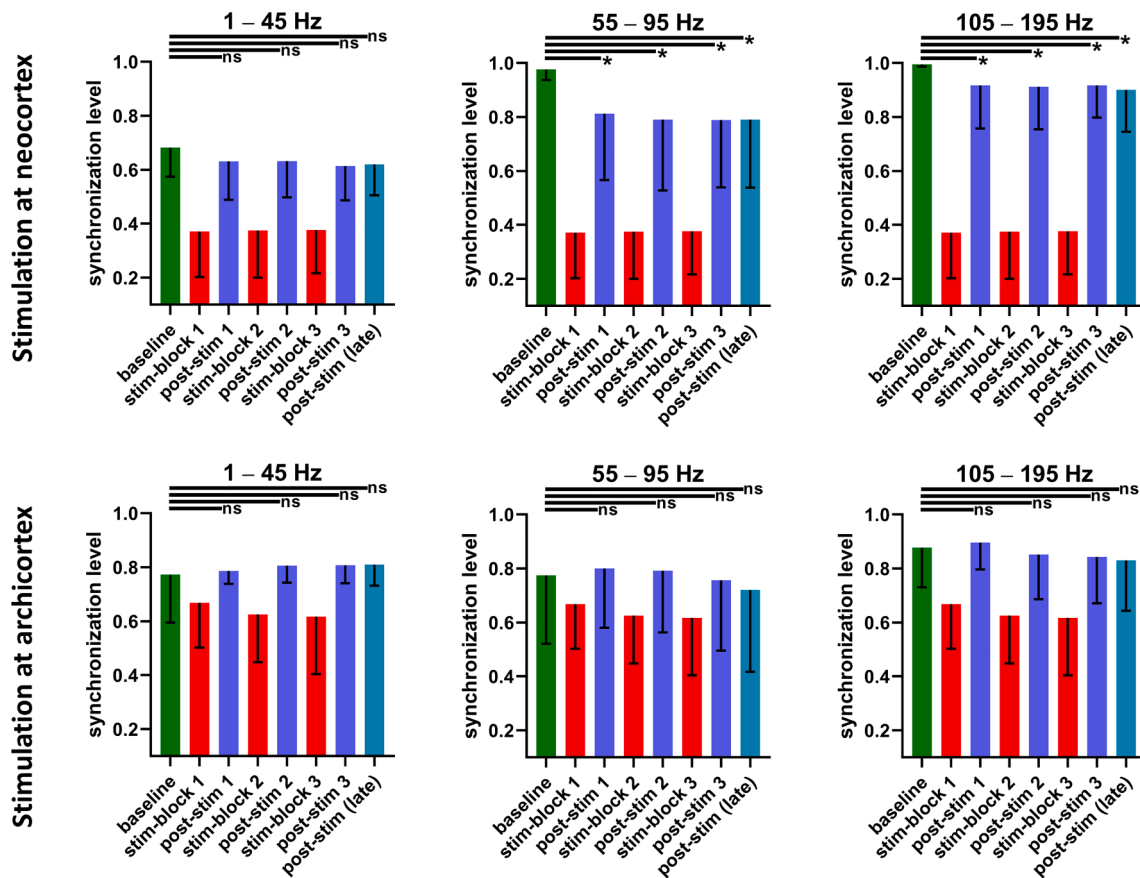 Stimulation at neocortex
1 – 45 Hz
ns
ns
ns
ns
synchronization level
1.0
0.8
0.6
0.4
0.2
baseline
stim-block 1
post-stim 1
stim-block 2
post-stim 2
stim-block 3
post-stim 3
post-stim (late)
55 – 95 Hz
*
*
*
*
synchronization level
1.0
0.8
0.6
0.4
0.2
baseline
stim-block 1
post-stim 1
stim-block 2
post-stim 2
stim-block 3
post-stim 3
post-stim (late)
105 – 195 Hz
*
*
*
*
synchronization level
1.0
0.8
0.6
0.4
0.2
baseline
stim-block 1
post-stim 1
stim-block 2
post-stim 2
stim-block 3
post-stim 3
post-stim (late)
Stimulation at archicortex
1 – 45 Hz
ns
ns
ns
ns
synchronization level
1.0
0.8
0.6
0.4
0.2
baseline
stim-block 1
post-stim 1
stim-block 2
post-stim 2
stim-block 3
post-stim 3
post-stim (late)
55 – 95 Hz
ns
ns
ns
ns
synchronization level
1.0
0.8
0.6
0.4
0.2
baseline
stim-block 1
post-stim 1
stim-block 2
post-stim 2
stim-block 3
post-stim 3
post-stim (late)
105 – 195 Hz
ns
ns
ns
ns
synchronization level
1.0
0.8
0.6
0.4
0.2
baseline
stim-block 1
post-stim 1
stim-block 2
post-stim 2
stim-block 3
post-stim 3
post-stim (late)